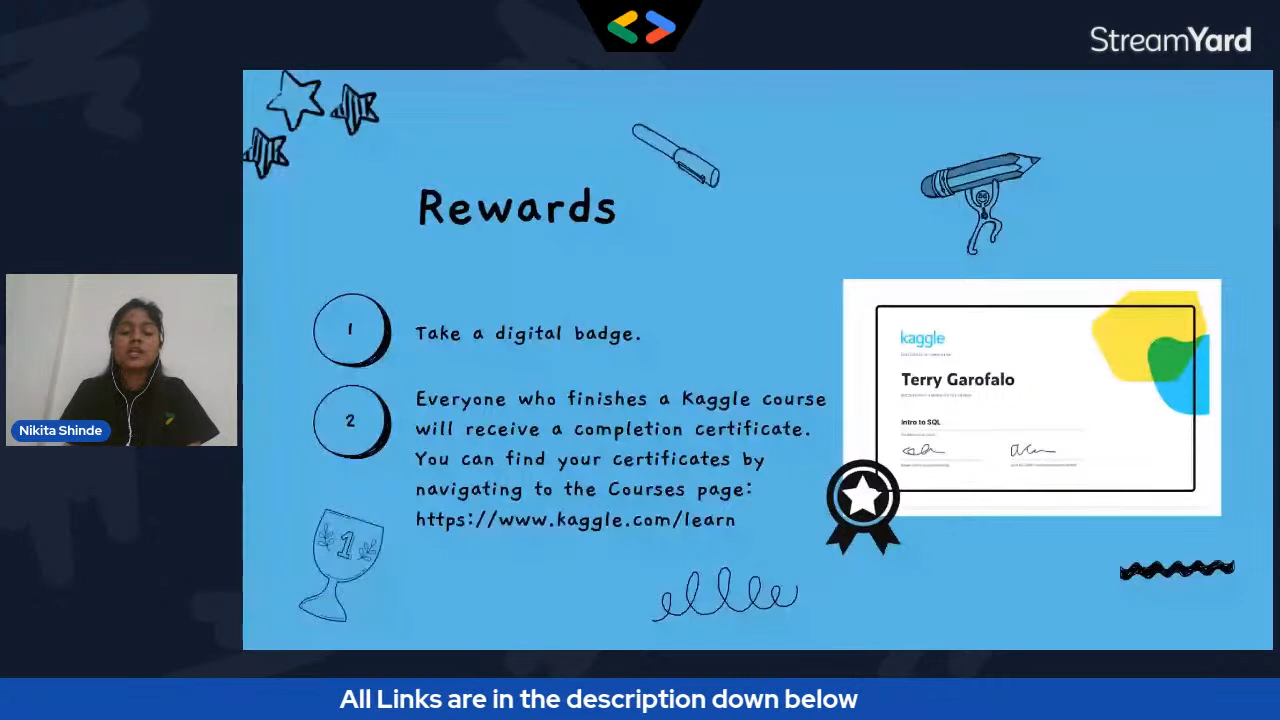 StreamYard
Rewards
1
Take a digital badge.
2
Everyone who finishes a Kaggle course
will receive a completion certificate.
You can find your certificates by
navigating to the Courses page:
https://www.kaggle.com/learn
kaggle
Terry Garofalo
Intro to SQL
1
Nikita Shinde
All Links are in the description down below